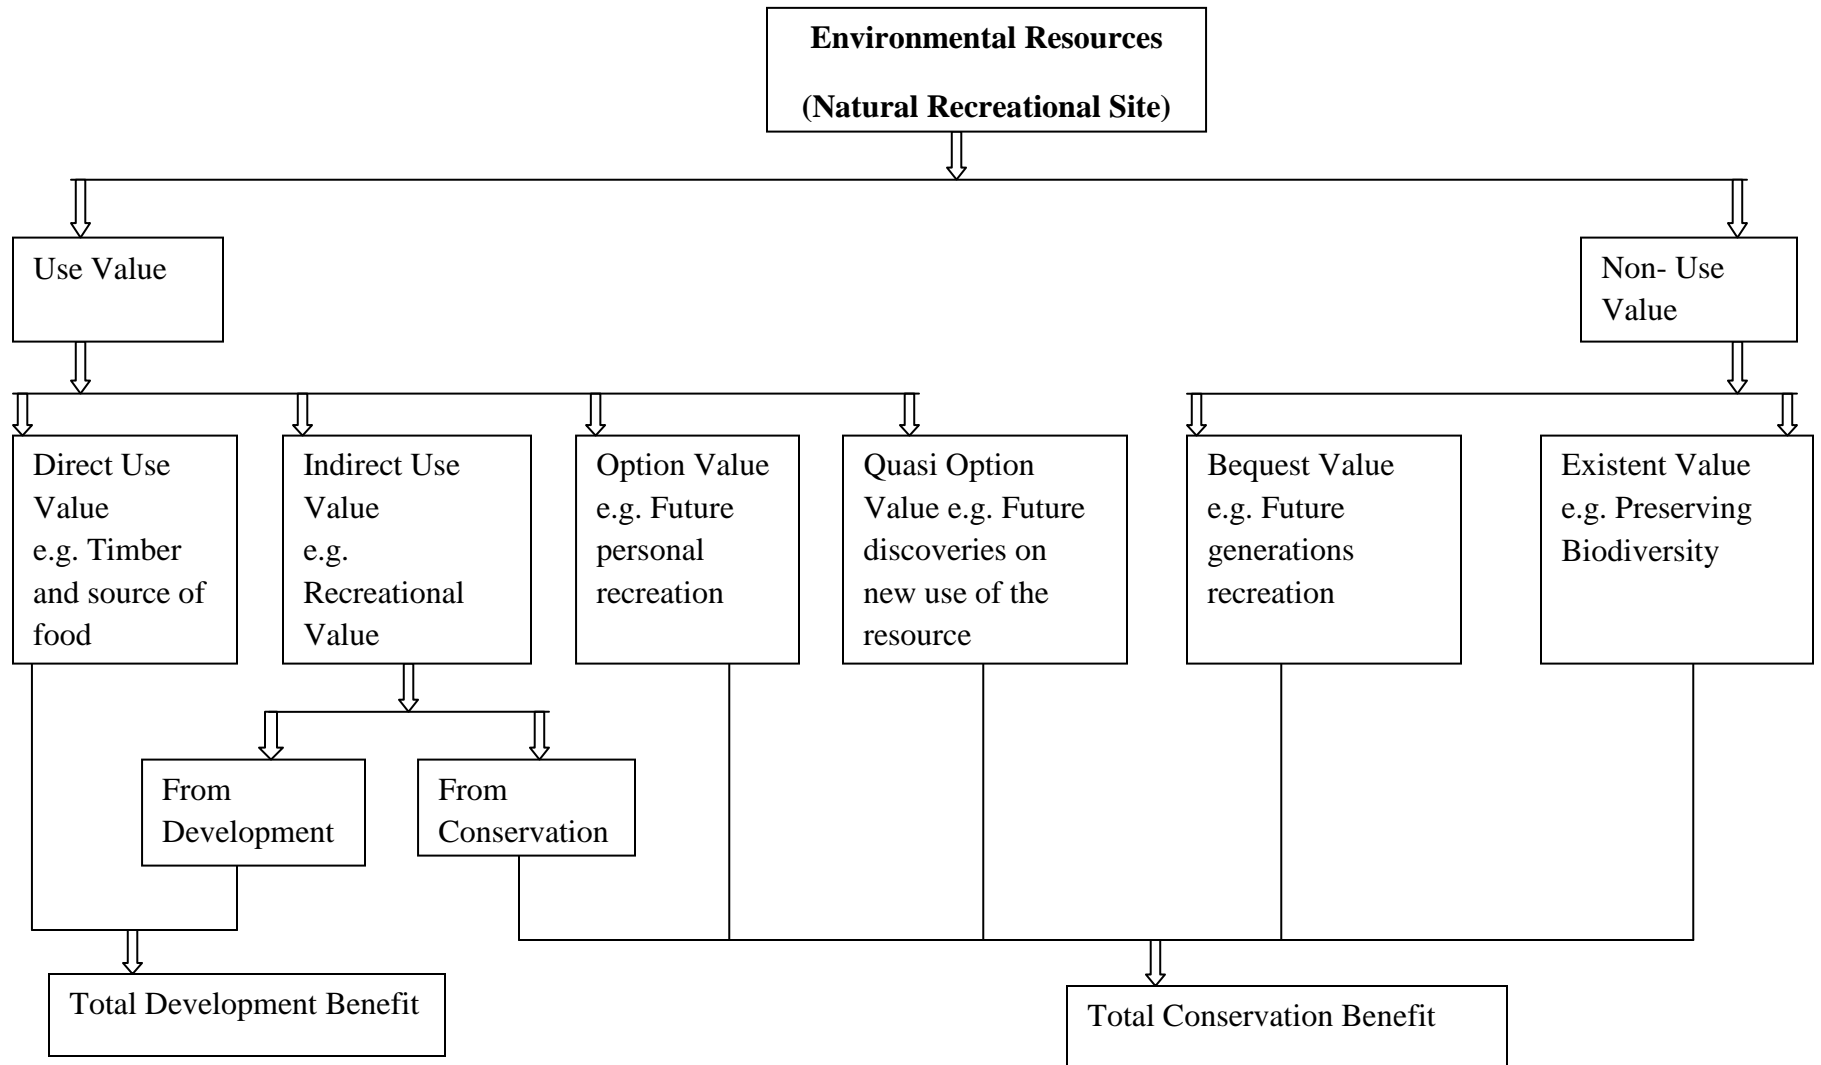 Environmental Resources
(Natural Recreational Site)
Use Value
Non- Use
Value
Direct Use
Value
e.g. Timber
and source of
food
Indirect Use
Value
e.g.
Recreational
Value
Option Value
e.g. Future
personal
recreation
Quasi Option
Value e.g. Future
discoveries on
new use of the
resource
Bequest Value
e.g. Future
generations
recreation
Existent Value
e.g. Preserving
Biodiversity
From
Development
From
Conservation
Total Development Benefit
Total Conservation Benefit